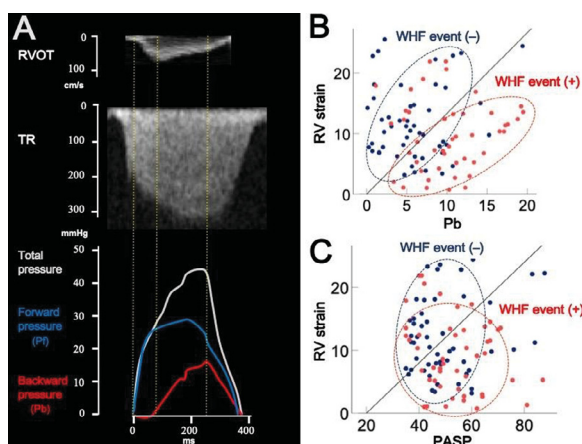 A
RVOT
0
100
cm/s
TR
0
100
200
300
mmHg
Total
pressure
50
40
Forward
pressure
(Pf)
30
20
Backward
pressure
(Pb)
10
0
0
200
400
ms
B
WHF event (–)
WHF event (+)
RV strain
20
10
0
0
5
10
15
20
Pb
C
WHF event (–)
WHF event (+)
RV strain
20
10
0
20
40
60
80
PASP